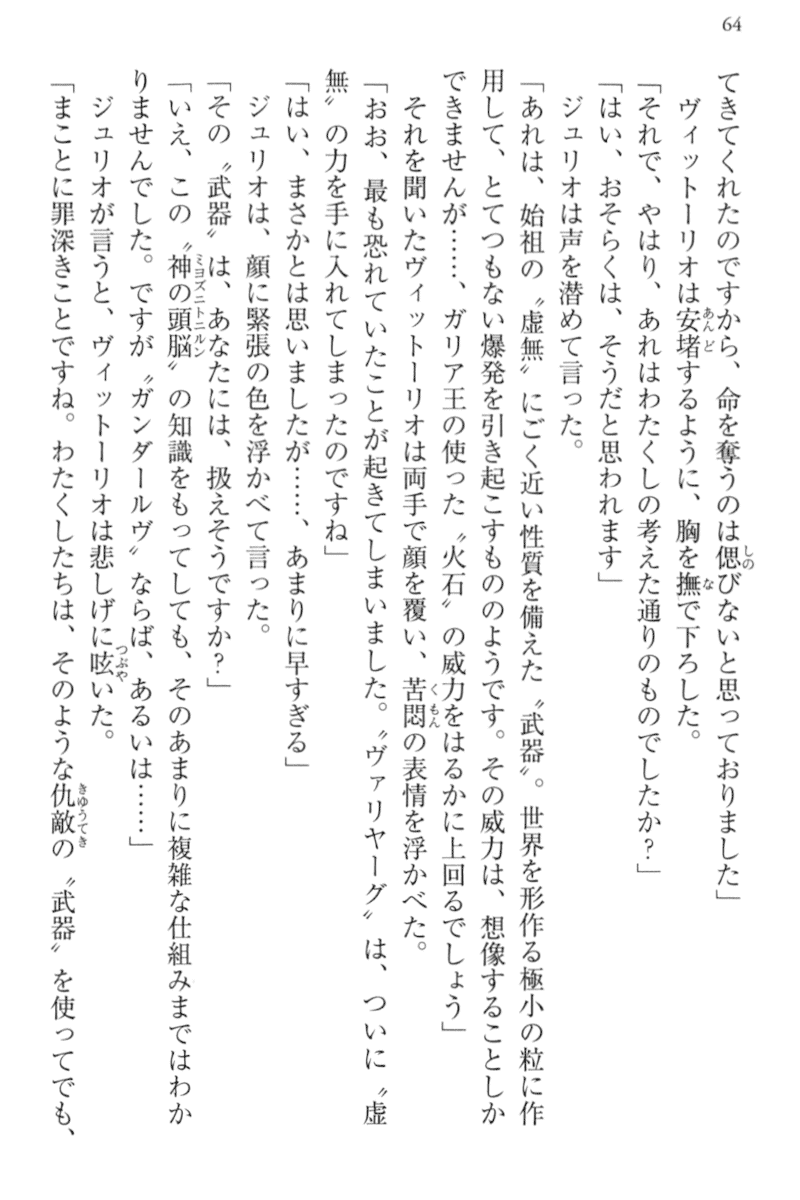 64
てきてくれたのですから、命を奪うのは偲びないと思っておりました」
ヴィットーリオは安堵するように、胸を撫で下ろした。
「それで、やはり、あれはわたくしの考えた通りのものでしたか？」
「はい、おそらくは、そうだと思われます」
ジュリオは声を潜めて言った。
「あれは、始祖の〝虚無〟にごく近い性質を備えた〝武器〟。世界を形作る極小の粒に作
用して、とてつもない爆発を引き起こすもののようです。その威力は、想像することしか
できませんが……、ガリア王の使った〝火石〟の威力をはるかに上回るでしょう」
それを聞いたヴィットーリオは両手で顔を覆い、苦悶の表情を浮かべた。
「おお、最も恐れていたことが起きてしまいました。〝ヴァリヤーグ〟は、ついに〝虚
無〟の力を手に入れてしまったのですね」
「はい、まさかとは思いましたが……、あまりに早すぎる」
ジュリオは、顔に緊張の色を浮かべて言った。
「その〝武器〟は、あなたには、扱えそうですか？」
「いえ、この〝神の頭脳〟の知識をもってしても、そのあまりに複雑な仕組みまではわか
りませんでした。ですが〝ガンダールヴ〟ならば、あるいは……」
ジュリオが言うと、ヴィットーリオは悲しげに呟いた。
「まことに罪深きことですね。わたくしたちは、そのような仇敵の〝武器〟を使ってでも、